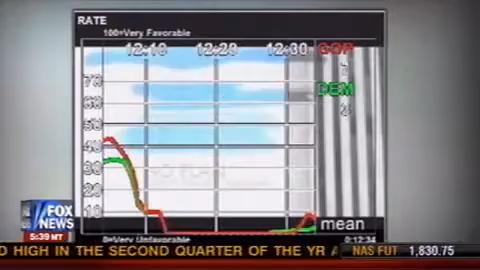 RATE
100=Very Favorable
12:10 12:20 12:30 GOP
70
60
DEM
50
40
30
NO PLAN
20
10
mean
0=Very Unfavorable 0:12:34
FOX
NEWS
5:39 MT
D HIGH IN THE SECOND QUARTER OF THE YR A NAS FUT 1,830.75